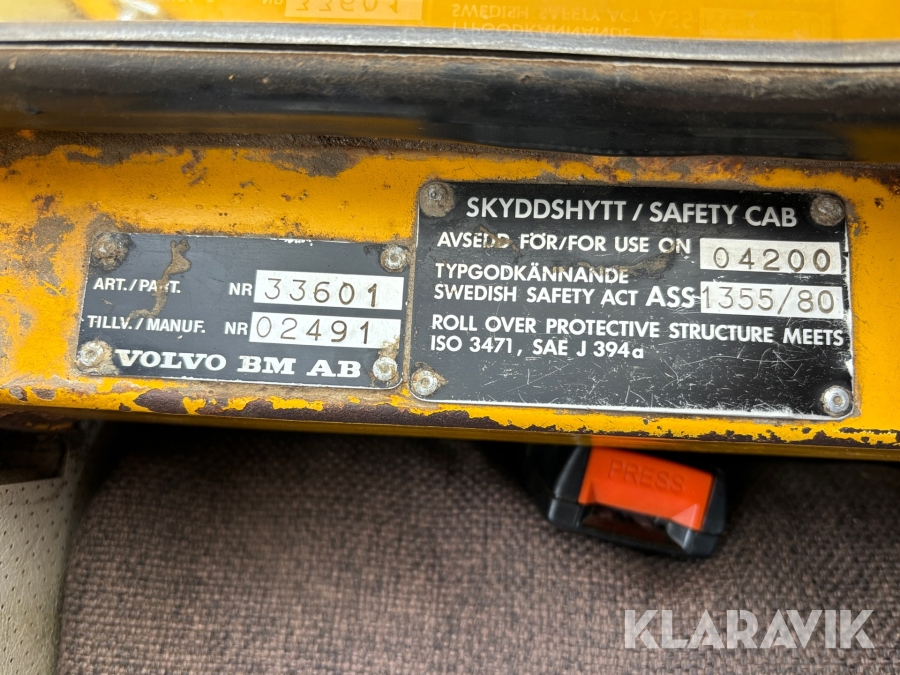 ART./PART. NR 33601
TILLV./MANUF. NR 02491
VOLVO BM AB
SKYDDSHYTT / SAFETY CAB
AVSEDD FÖR/FOR USE ON 04200
TYPGODKÄNNANDE
SWEDISH SAFETY ACT ASS 1355/80
ROLL OVER PROTECTIVE STRUCTURE MEETS
ISO 3471, SAE J 394a
PRESS
KLARAVIK